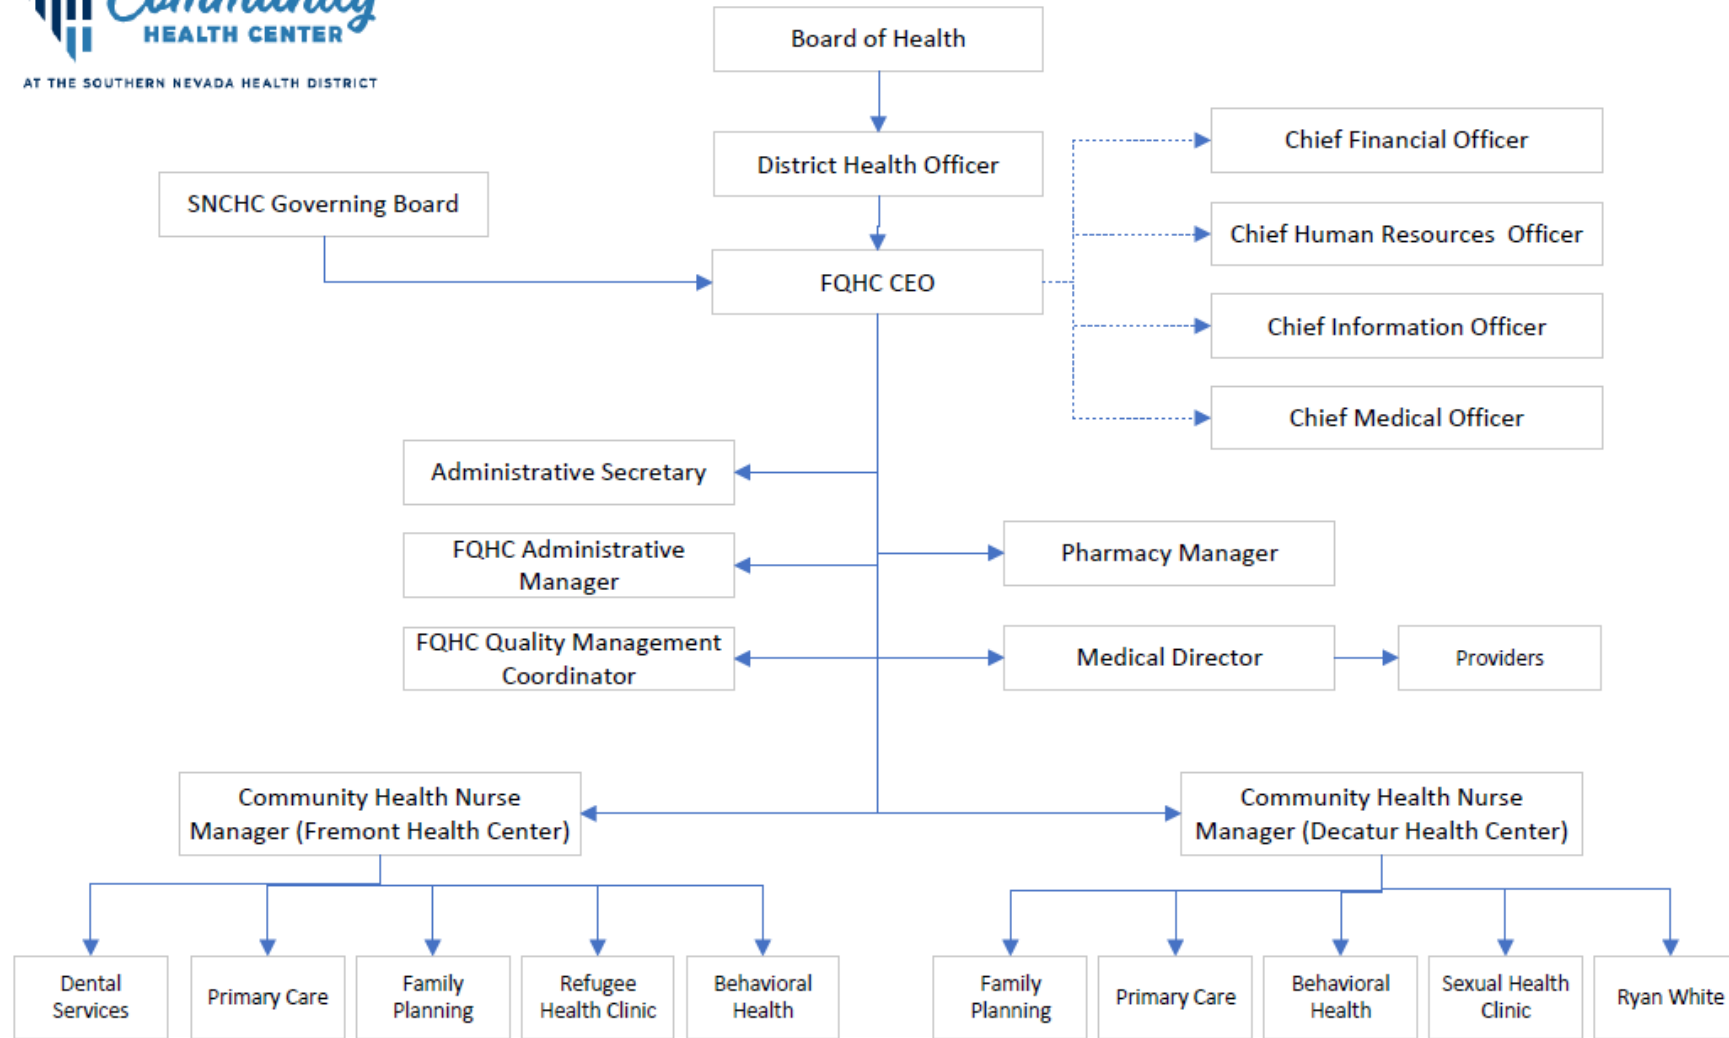 Community
HEALTH CENTER
AT THE SOUTHERN NEVADA HEALTH DISTRICT
Board of Health
District Health Officer
SNCHC Governing Board
FQHC CEO
Chief Financial Officer
Chief Human Resources Officer
Chief Information Officer
Chief Medical Officer
Administrative Secretary
FQHC Administrative
Manager
Pharmacy Manager
FQHC Quality Management
Coordinator
Medical Director
Providers
Community Health Nurse
Manager (Fremont Health Center)
Community Health Nurse
Manager (Decatur Health Center)
Dental
Services
Primary Care
Family
Planning
Refugee
Health Clinic
Behavioral
Health
Family
Planning
Primary Care
Behavioral
Health
Sexual Health
Clinic
Ryan White